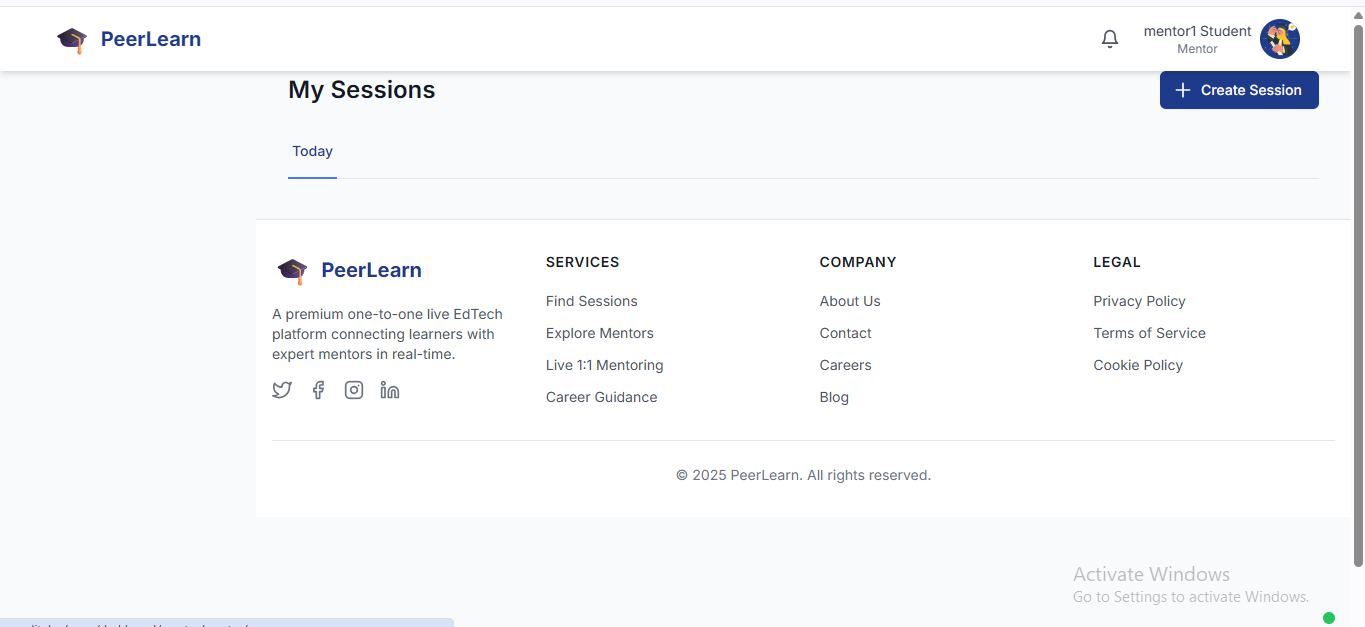 PeerLearn
mentor1 Student
Mentor
My Sessions
Create Session
Today
PeerLearn
A premium one-to-one live EdTech
platform connecting learners with
expert mentors in real-time.
SERVICES
Find Sessions
Explore Mentors
Live 1:1 Mentoring
Career Guidance
COMPANY
About Us
Contact
Careers
Blog
LEGAL
Privacy Policy
Terms of Service
Cookie Policy
© 2025 PeerLearn. All rights reserved.
Activate Windows
Go to Settings to activate Windows.